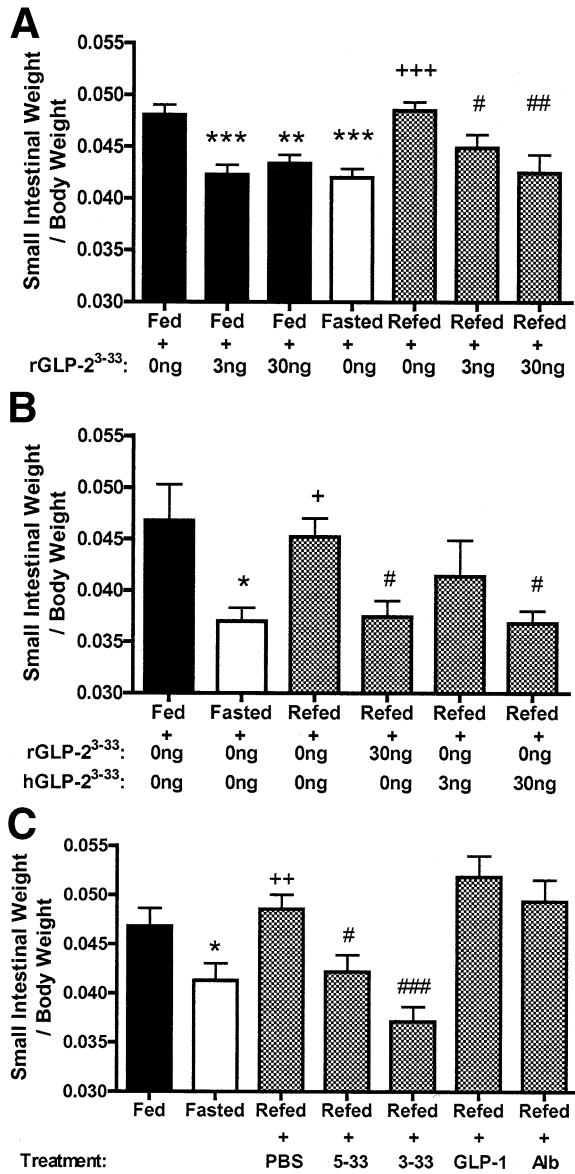 A
Small Intestinal Weight
/ Body Weight
0.055
0.050
0.045
0.040
0.035
0.030
*** ** *** +++ # ##
Fed Fed Fed Fasted Refed Refed Refed
+ + + + + + +
rGLP-2³⁻³³: 0ng 3ng 30ng 0ng 0ng 3ng 30ng
B
Small Intestinal Weight
/ Body Weight
0.055
0.050
0.045
0.040
0.035
0.030
* + # #
Fed Fasted Refed Refed Refed Refed
+ + + + + +
rGLP-2³⁻³³: 0ng 0ng 0ng 30ng 0ng 0ng
hGLP-2³⁻³³: 0ng 0ng 0ng 0ng 3ng 30ng
C
Small Intestinal Weight
/ Body Weight
0.055
0.050
0.045
0.040
0.035
0.030
* ++ # ###
Fed Fasted Refed Refed Refed Refed Refed
+ + + + +
Treatment: PBS 5-33 3-33 GLP-1 Alb